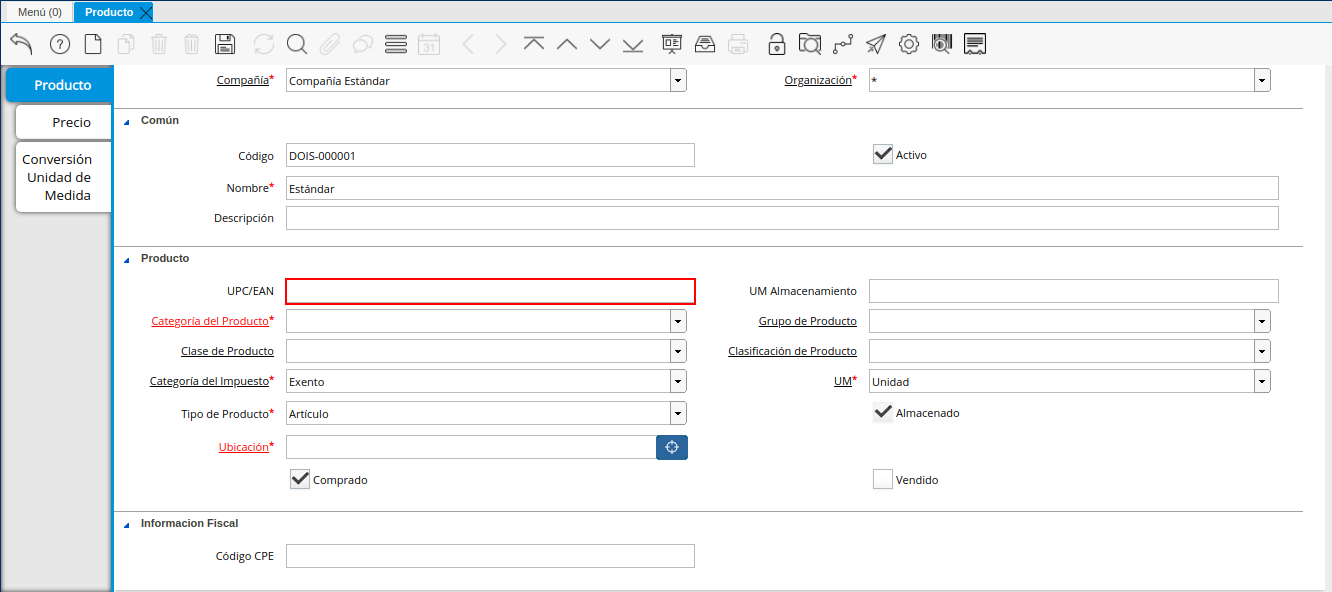 Menú (0)
Producto
31
Producto
Precio
Conversión
Unidad de
Medida
Compañía* Compañía Estándar
Organización* *
Común
Código DOIS-000001
Activo
Nombre* Estándar
Descripción
Producto
UPC/EAN
UM Almacenamiento
Categoría del Producto*
Grupo de Producto
Clase de Producto
Clasificación de Producto
Categoría del Impuesto* Exento
UM* Unidad
Tipo de Producto* Artículo
Almacenado
Ubicación*
Comprado
Vendido
Informacion Fiscal
Código CPE